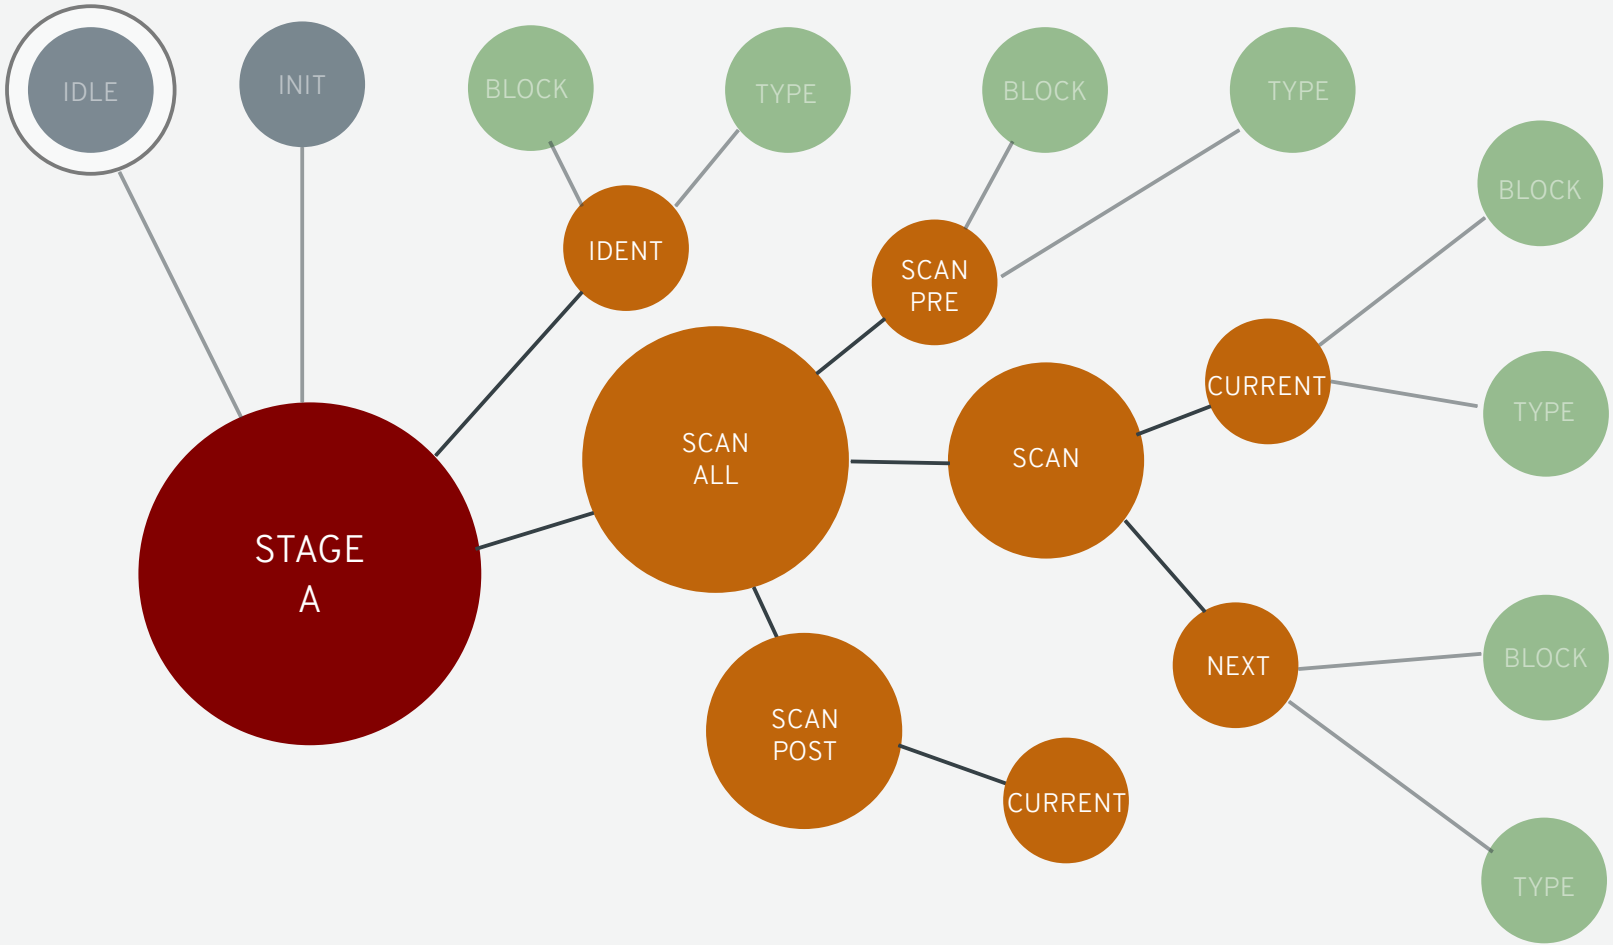 IDLE
INIT
BLOCK
TYPE
BLOCK
TYPE
BLOCK
IDENT
SCAN
PRE
CURRENT
TYPE
SCAN
ALL
SCAN
STAGE
A
BLOCK
NEXT
SCAN
POST
CURRENT
TYPE